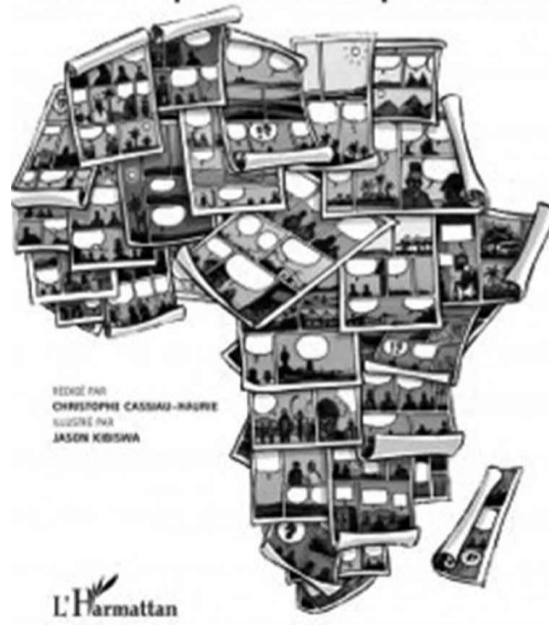 RÉDIGÉ PAR
CHRISTOPHE CASSIAU-HAURIE
ILLUSTRÉ PAR
JASON KIBISWA
L'Harmattan